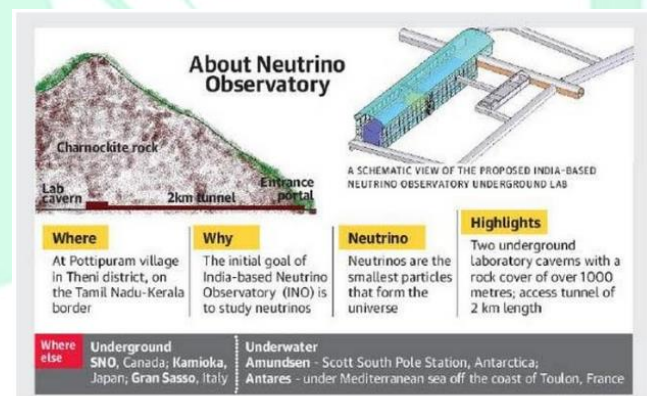 About Neutrino
Observatory
Charnockite rock
Lab
cavern
2km tunnel
Entrance
portal
A SCHEMATIC VIEW OF THE PROPOSED INDIA-BASED
NEUTRINO OBSERVATORY UNDERGROUND LAB
Where
At Pottipuram village
in Theni district, on
the Tamil Nadu-Kerala
border
Why
The initial goal of
India-based Neutrino
Observatory (INO) is
to study neutrinos
Neutrino
Neutrinos are the
smallest particles
that form the
universe
Highlights
Two underground
laboratory caverns with a
rock cover of over 1000
metres; access tunnel of
2 km length
Where
else
Underground
SNO, Canada; Kamioka,
Japan; Gran Sasso, Italy
Underwater
Amundsen - Scott South Pole Station, Antarctica;
Antares - under Mediterranean sea off the coast of Toulon, France